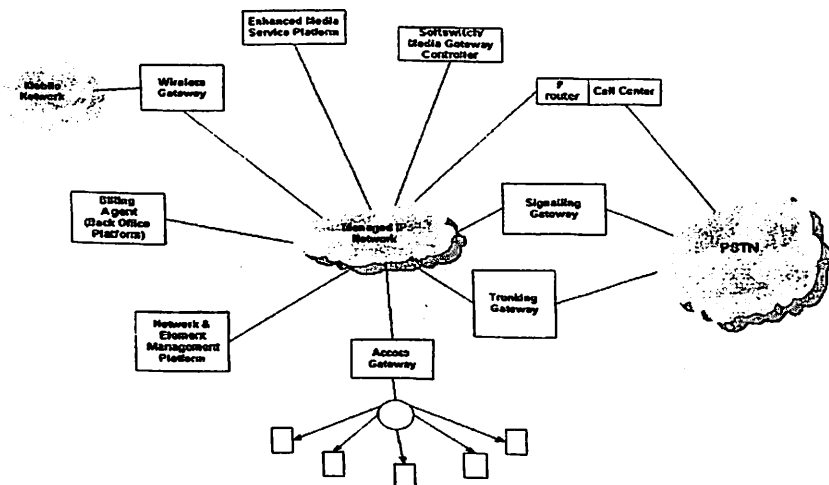 Enhanced Media
Service Platform
Softswitch/
Media Gateway
Controller
Mobile
Network
Wireless
Gateway
router
Call Center
Billing
Agent
(Back Office
Platform)
Managed IP
Network
Signalling
Gateway
PSTN
Trunking
Gateway
Network &
Element
Management
Platform
Access
Gateway